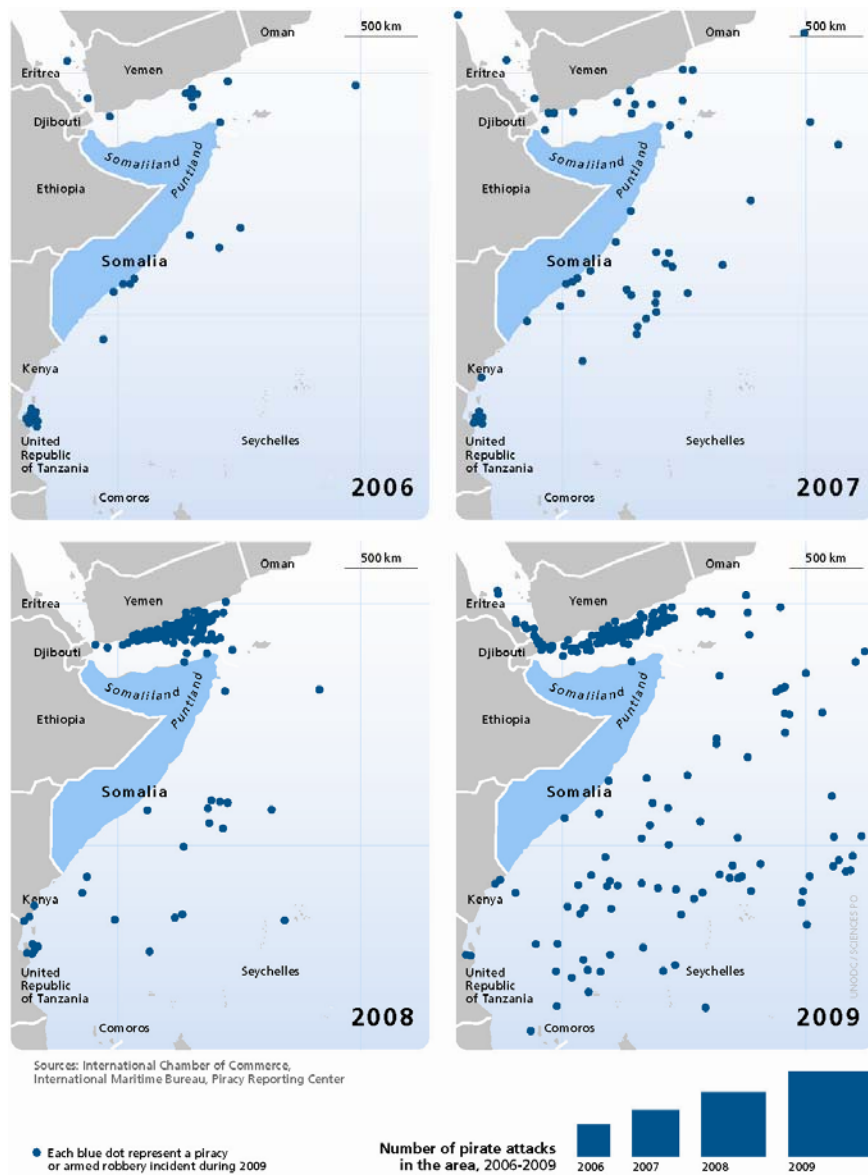 Oman
500 km
Eritrea
Yemen
Djibouti
Somaliland
Puntland
Ethiopia
Somalia
Kenya
United
Republic
of Tanzania
Seychelles
Comoros
2006
Oman
500 km
Eritrea
Yemen
Djibouti
Somaliland
Puntland
Ethiopia
Somalia
Kenya
United
Republic
of Tanzania
Seychelles
Comoros
2007
Oman
500 km
Eritrea
Yemen
Djibouti
Somaliland
Puntland
Ethiopia
Somalia
Kenya
United
Republic
of Tanzania
Seychelles
Comoros
2008
Oman
500 km
Eritrea
Yemen
Djibouti
Somaliland
Puntland
Ethiopia
Somalia
Kenya
United
Republic
of Tanzania
Seychelles
Comoros
2009
UNODC / SCIENCES PO
Sources: International Chamber of Commerce,
International Maritime Bureau, Piracy Reporting Center
Each blue dot represent a piracy
or armed robbery incident during 2009
Number of pirate attacks
in the area, 2006-2009
2006
2007
2008
2009